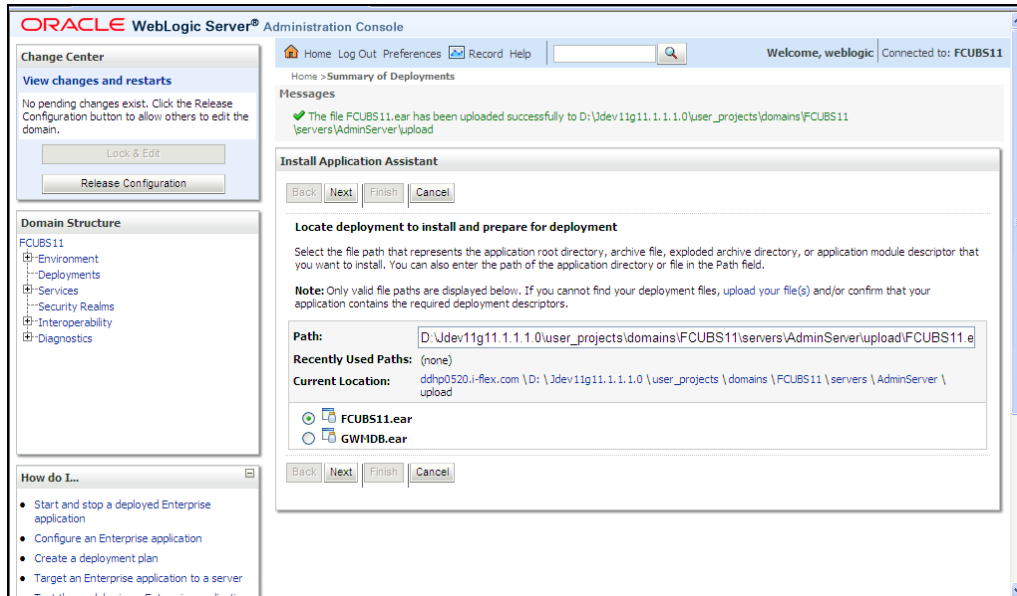 ORACLE WebLogic Server® Administration Console
Change Center
View changes and restarts
No pending changes exist. Click the Release
Configuration button to allow others to edit the
domain.
Lock & Edit
Release Configuration
Domain Structure
FCUBS11
Environment
Deployments
Services
Security Realms
Interoperability
Diagnostics
How do I...
Start and stop a deployed Enterprise
application
Configure an Enterprise application
Create a deployment plan
Target an Enterprise application to a server
Home Log Out Preferences Record Help
Welcome, weblogic Connected to: FCUBS11
Home >Summary of Deployments
Messages
The file FCUBS11.ear has been uploaded successfully to D:\Jdev11g11.1.1.1.0\user_projects\domains\FCUBS11
\servers\AdminServer\upload
Install Application Assistant
Back Next Finish Cancel
Locate deployment to install and prepare for deployment
Select the file path that represents the application root directory, archive file, exploded archive directory, or application module descriptor that
you want to install. You can also enter the path of the application directory or file in the Path field.
Note: Only valid file paths are displayed below. If you cannot find your deployment files, upload your file(s) and/or confirm that your
application contains the required deployment descriptors.
Path: D:\Jdev11g11.1.1.1.0\user_projects\domains\FCUBS11\servers\AdminServer\upload\FCUBS11.e
Recently Used Paths: (none)
Current Location: ddhp0520.i-flex.com \ D: \ Jdev11g11.1.1.1.0 \ user_projects \ domains \ FCUBS11 \ servers \ AdminServer \
upload
FCUBS11.ear
GWMDB.ear
Back Next Finish Cancel